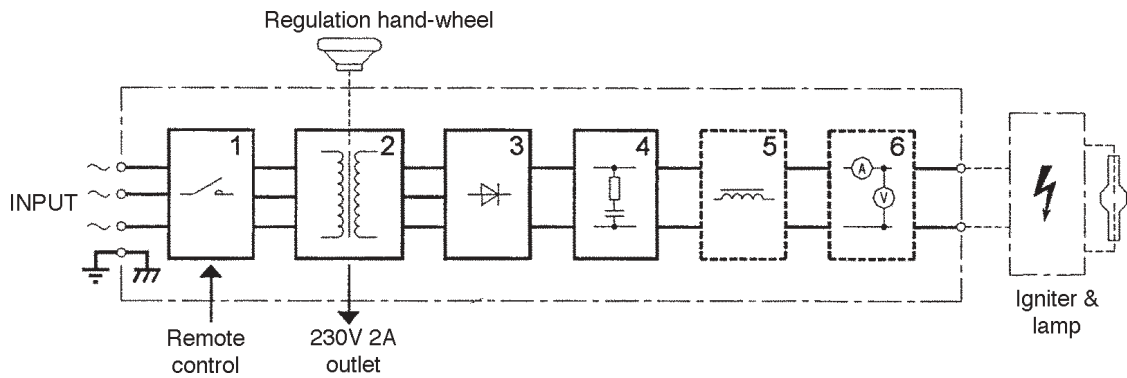 Regulation hand-wheel
1
2
3
4
5
6
A
V
INPUT
Remote
control
230V 2A
outlet
Igniter &
lamp